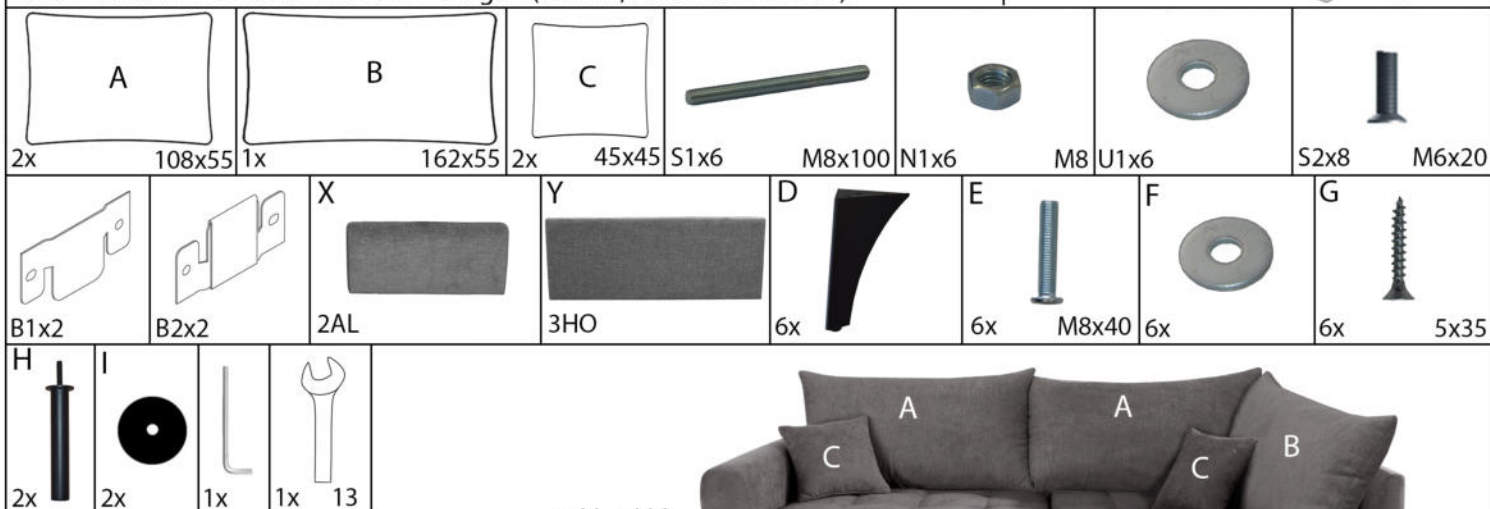 A
2x 108x55
B
1x 162x55
C
2x 45x45
S1x6 M8x100
N1x6 M8
U1x6
S2x8 M6x20
B1x2
B2x2
X
2AL
Y
3HO
D
6x
E
6x M8x40
F
6x
G
6x 5x35
H
2x
I
2x
1x
1x 13
A A
B
C C